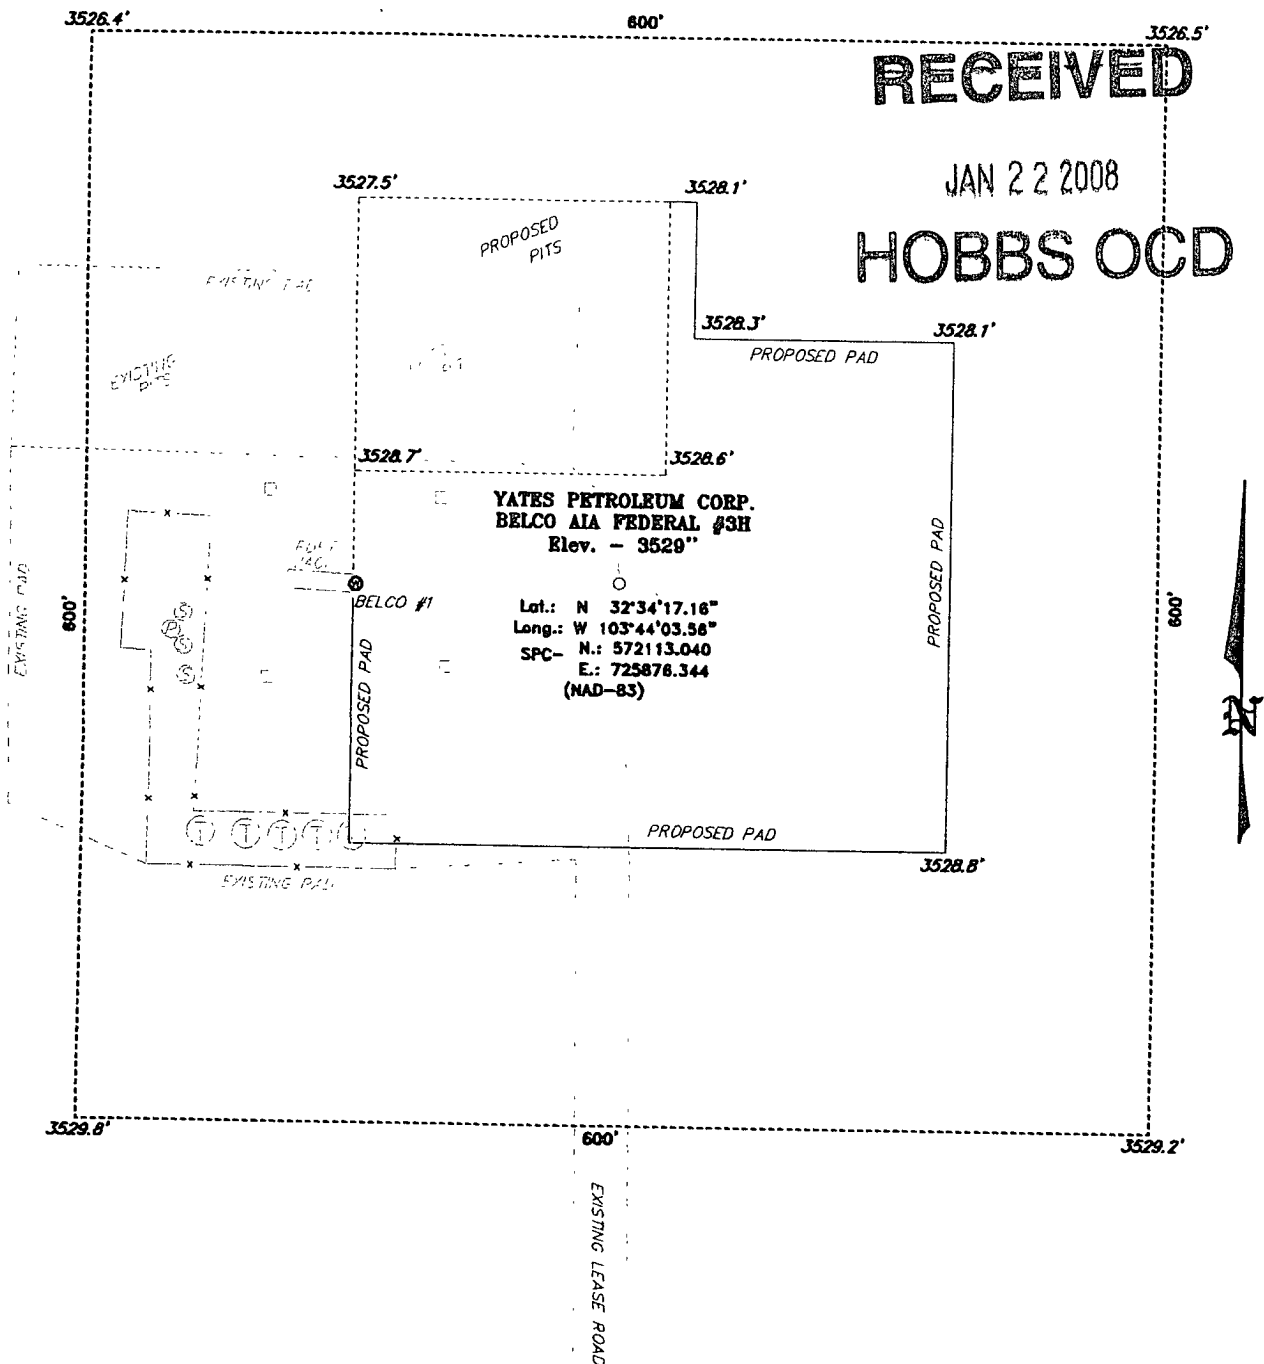 3526.4'
600'
3526.5'
RECEIVED
JAN 22 2008
HOBBS OCD
3527.5'
3528.1'
PROPOSED
PITS
EXISTING PAD
3528.3'
3528.1'
PROPOSED PAD
EXISTING
PITS
3528.7'
3528.6'
YATES PETROLEUM CORP.
BELCO AIA FEDERAL #3H
Elev. - 3529"
BELCO #1
Lat.: N 32°34'17.16"
Long.: W 103°44'03.56"
SPC- N.: 572113.040
E.: 725876.344
(NAD-83)
EXISTING PAD
600'
S
P
S
S
PROPOSED PAD
PROPOSED PAD
600'
T
T
T
T
PROPOSED PAD
EXISTING PAD
3528.8'
3529.8'
600'
3529.2'
EXISTING LEASE ROAD